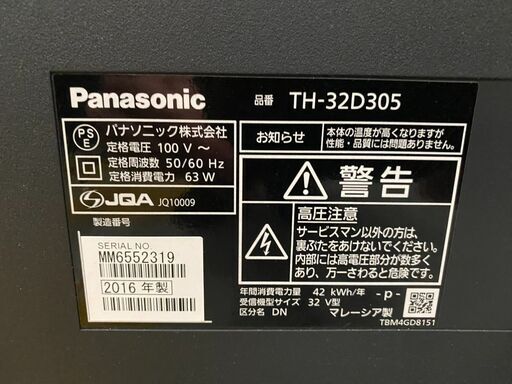 Panasonic 品番 TH-32D305
PSE
パナソニック株式会社
定格電圧 100 V ～
定格周波数 50/60 Hz
定格消費電力 63 W
JQA JQ10009
製造番号
SERIAL NO.
MM6552319
2016 年製
お知らせ
本体の温度が高くなりますが
性能・品質には問題ありません。
警告
高圧注意
サービスマン以外の方は、
裏ぶたをあけないでください。
内部には高電圧部分が数多く
あり、万一さわると危険です。
年間消費電力量 42 kWh/年
受信機型サイズ 32 V型
区分名 DN
-p-
マレーシア製
TBM4GD8151